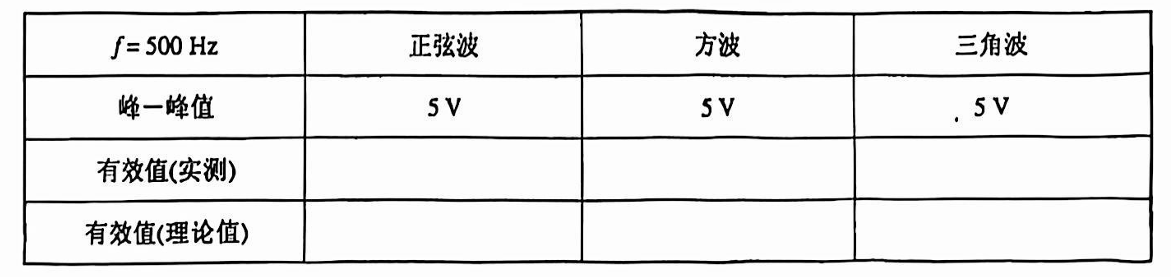 f = 500 Hz 正弦波 方波 三角波
峰—峰值 5 V 5 V 5 V
有效值(实测)
有效值(理论值)